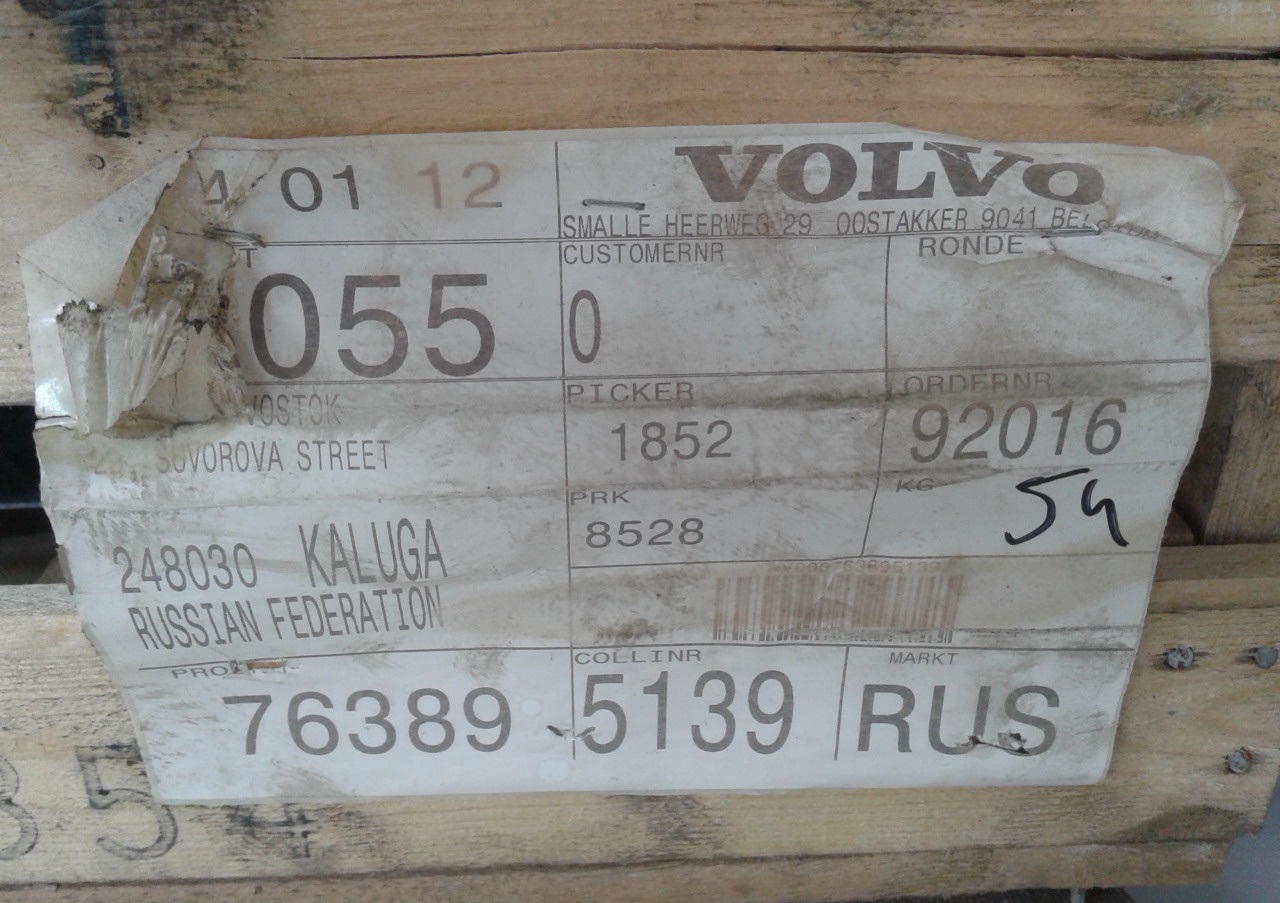 01 12
VOLVO
SMALLE HEERWEG 29 OOSTAKKER 9041
055
CUSTOMERNR
0
RONDE
VOSTOK
SUVOROVA STREET
PICKER
1852
ORDERNR
92016
PRK
8528
KG
54
248030 KALUGA
RUSSIAN FEDERATION
76389
COLLINR
5139
MARKT
RUS